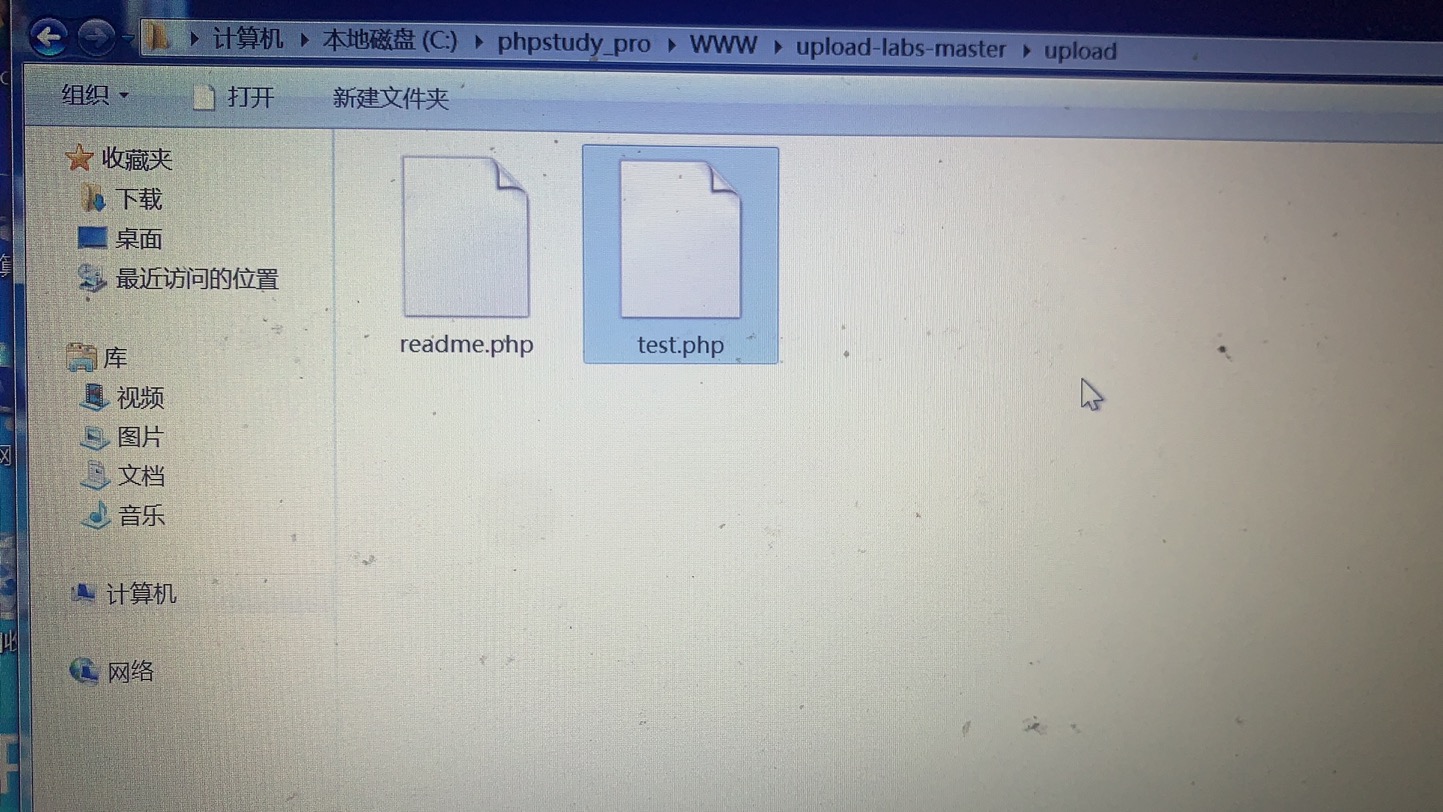 计算机 本地磁盘 (C:) phpstudy_pro WWW upload-labs-master upload
组织 打开 新建文件夹
收藏夹
下载
桌面
最近访问的位置
库
视频
图片
文档
音乐
计算机
网络
readme.php test.php